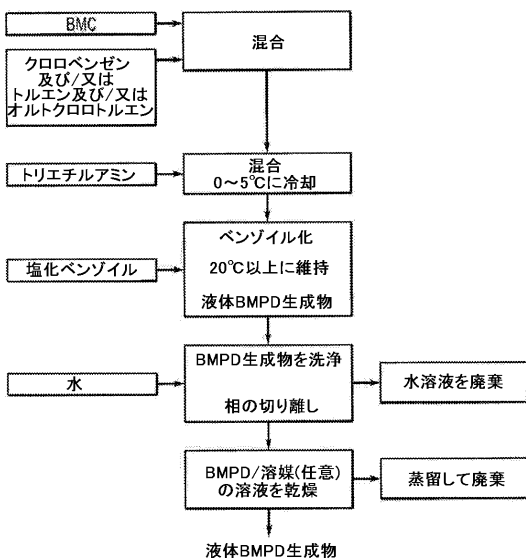 BMC
混合
クロロベンゼン
及び/又は
トルエン及び/又は
オルトクロロトルエン
トリエチルアミン
混合
0～5℃に冷却
塩化ベンゾイル
ベンゾイル化
20℃以上に維持
液体BMPD生成物
水
BMPD生成物を洗浄
相の切り離し
水溶液を廃棄
BMPD/溶媒(任意)
の溶液を乾燥
蒸留して廃棄
液体BMPD生成物